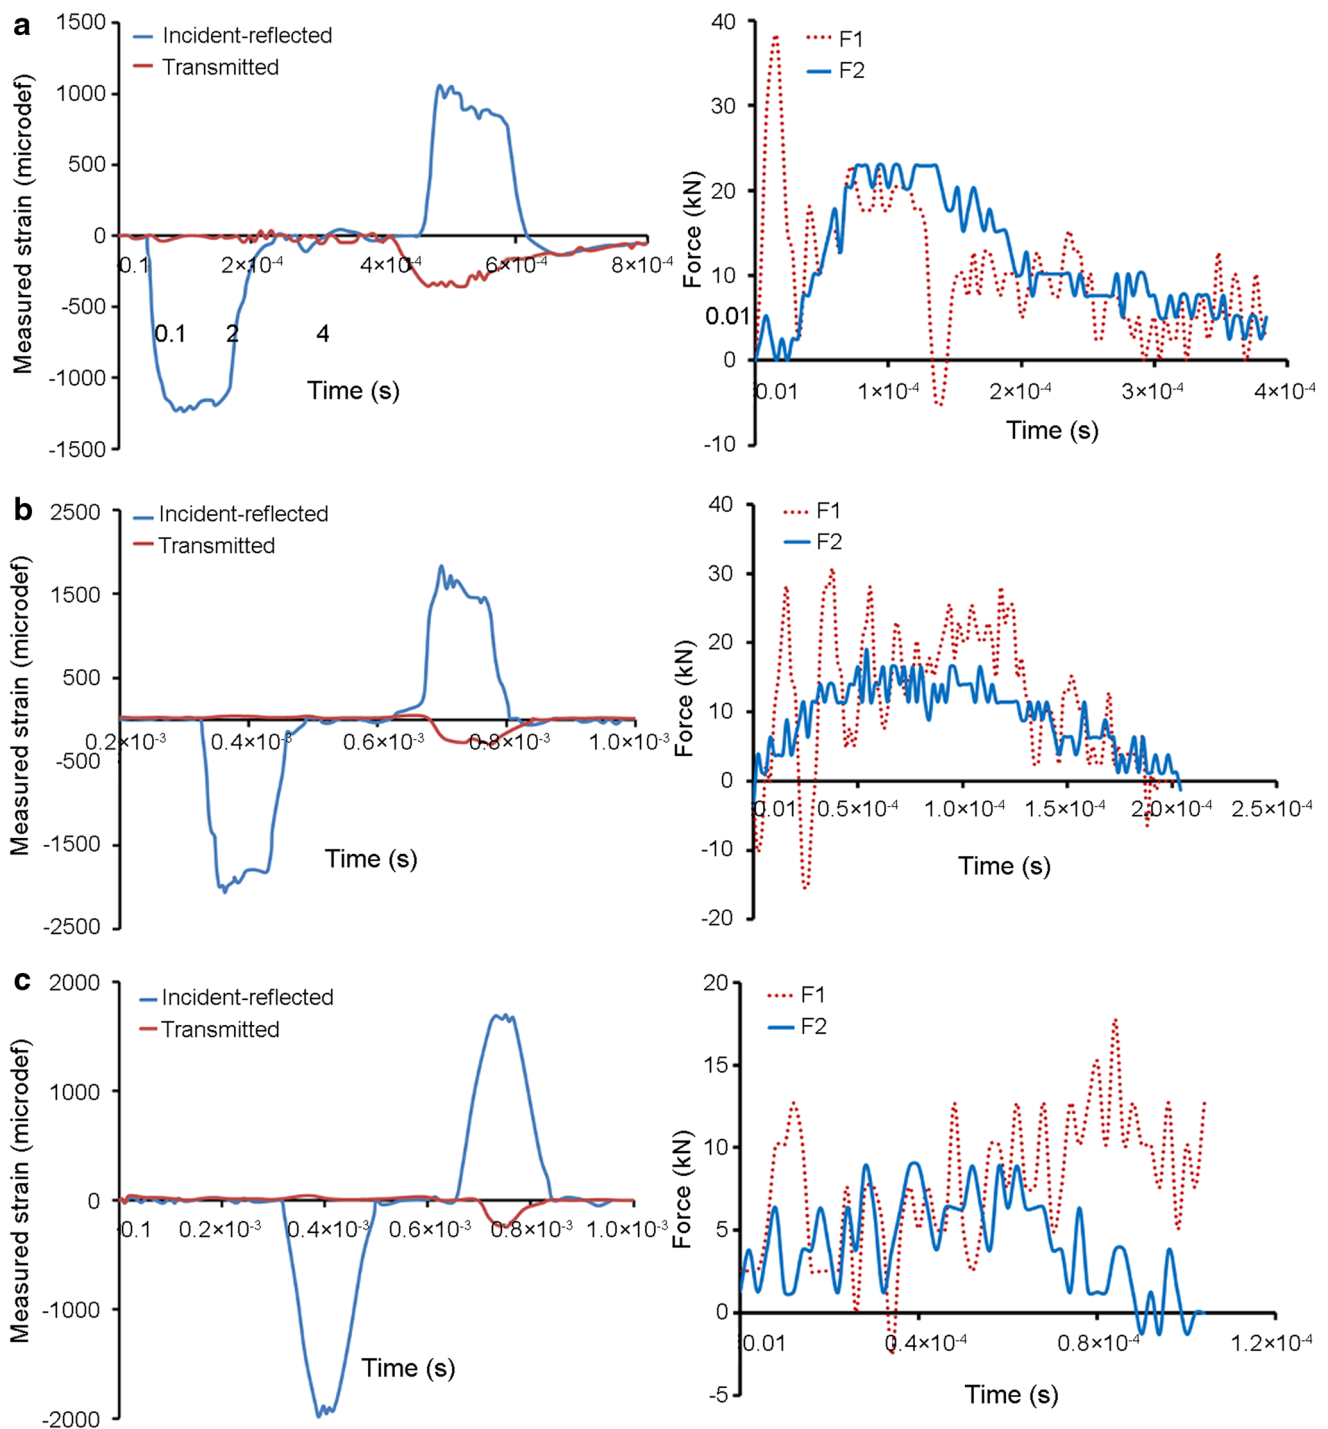 a
1500
1000
500
0
-500
-1000
-1500
Measured strain (microdef)
Incident-reflected
Transmitted
0.1
2×10-4
4×10-4
6×10-4
8×10-4
0.1 2 4
Time (s)
40
30
20
10
0.01
0
-10
Force (kN)
F1
F2
0.01
1×10-4
2×10-4
3×10-4
4×10-4
Time (s)
b
2500
1500
500
-500
-1500
-2500
Measured strain (microdef)
Incident-reflected
Transmitted
0.2×10-3
0.4×10-3
0.6×10-3
0.8×10-3
1.0×10-3
Time (s)
40
30
20
10
0
-10
-20
Force (kN)
F1
F2
0.01
0.5×10-4
1.0×10-4
1.5×10-4
20×10-4
2.5×10-4
Time (s)
c
2000
1000
0
-1000
-2000
Measured strain (microdef)
Incident-reflected
Transmitted
0.1
0.2×10-3
0.4×10-3
0.6×10-3
0.8×10-3
1.0×10-3
Time (s)
20
15
10
5
0
-5
Force (kN)
F1
F2
0.01
0.4×10-4
0.8×10-4
1.2×10-4
Time (s)